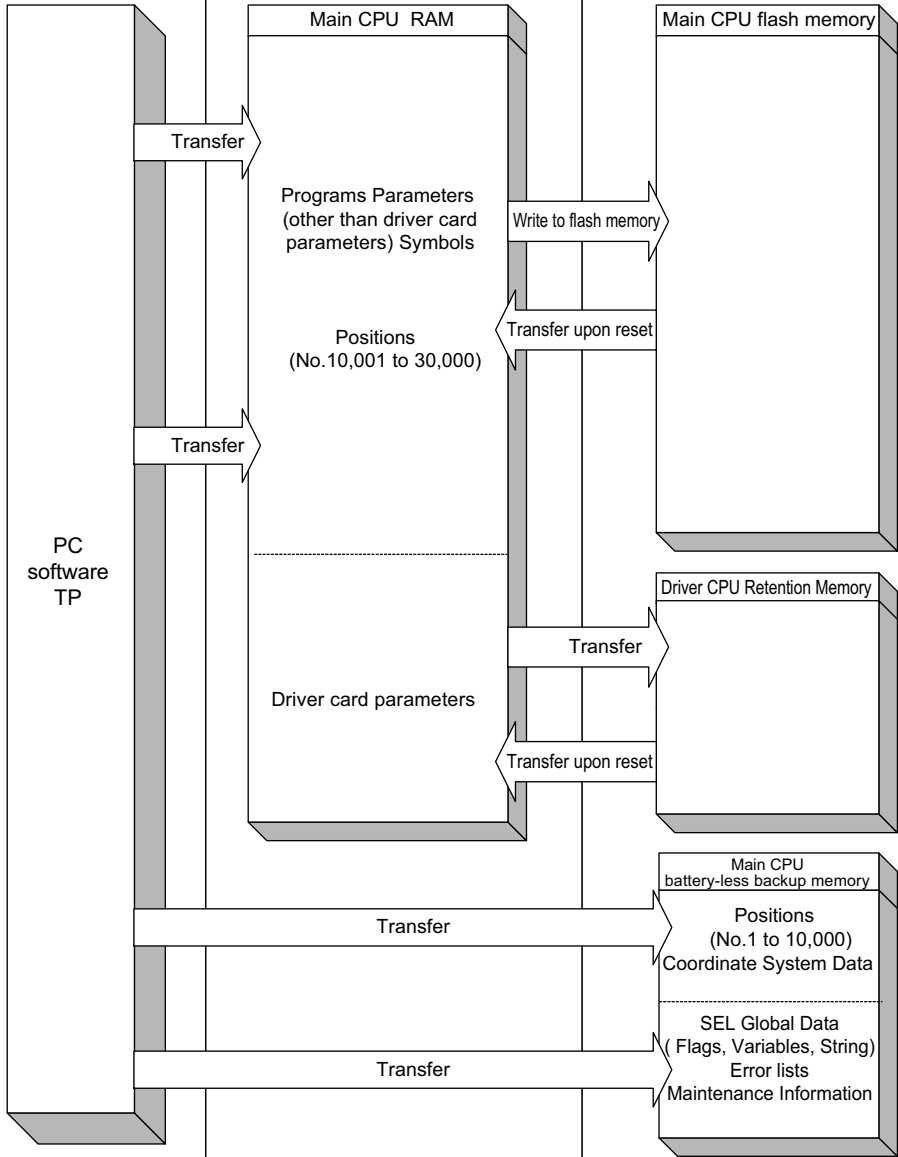 Main CPU RAM
Main CPU flash memory
Transfer
Programs Parameters
(other than driver card
parameters) Symbols
Write to flash memory
Transfer upon reset
Positions
(No.10,001 to 30,000)
Transfer
PC
software
TP
Driver CPU Retention Memory
Transfer
Driver card parameters
Transfer upon reset
Main CPU
battery-less backup memory
Transfer
Positions
(No.1 to 10,000)
Coordinate System Data
SEL Global Data
( Flags, Variables, String)
Error lists
Maintenance Information
Transfer